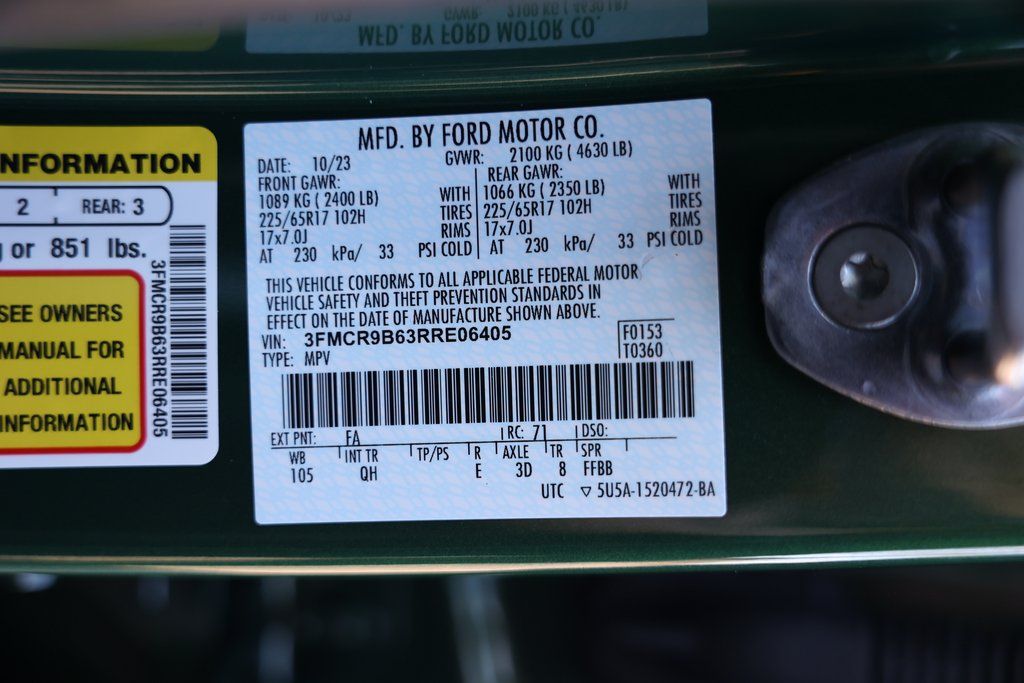 MFD. BY FORD MOTOR CO.
NFORMATION
2 REAR: 3
or 851 lbs.
3FMCR9B63RRE06405
SEE OWNERS
MANUAL FOR
ADDITIONAL
INFORMATION
MFD. BY FORD MOTOR CO.
DATE: 10/23 GVWR: 2100 KG ( 4630 LB)
FRONT GAWR: REAR GAWR:
1089 KG ( 2400 LB) WITH 1066 KG ( 2350 LB) WITH
225/65R17 102H TIRES 225/65R17 102H TIRES
17x7.0J RIMS 17x7.0J RIMS
AT 230 kPa/ 33 PSI COLD AT 230 kPa/ 33 PSI COLD
THIS VEHICLE CONFORMS TO ALL APPLICABLE FEDERAL MOTOR
VEHICLE SAFETY AND THEFT PREVENTION STANDARDS IN
EFFECT ON THE DATE OF MANUFACTURE SHOWN ABOVE.
VIN: 3FMCR9B63RRE06405 F0153
TYPE: MPV T0360
EXT PNT: FA RC: 71 DSO:
WB INT TR TP/PS R AXLE TR SPR
105 QH E 3D 8 FFBB
UTC ▽ 5U5A-1520472-BA